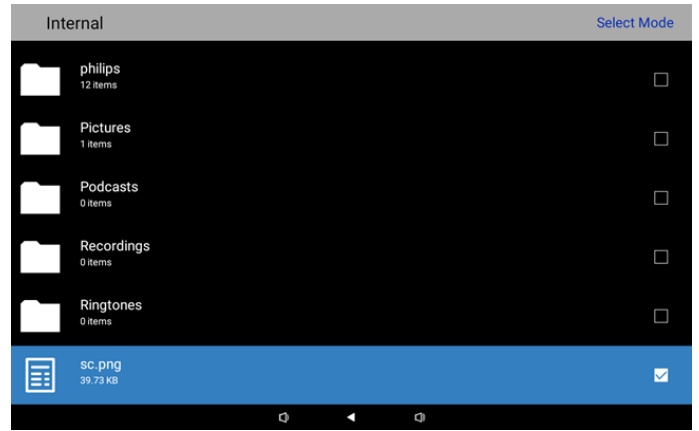 Internal
Select Mode
philips
12 items
Pictures
1 items
Podcasts
0 items
Recordings
0 items
Ringtones
0 items
sc.png
39.73 KB